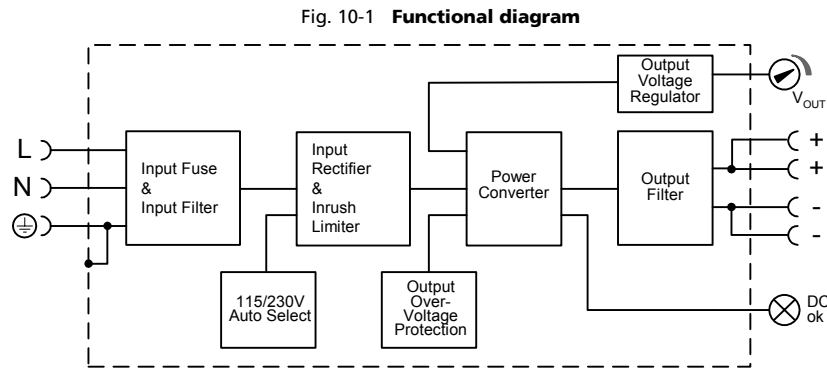 Fig. 10-1 Functional diagram
Output
Voltage
Regulator
V OUT
L
N
Input Fuse
&
Input Filter
Input
Rectifier
&
Inrush
Limiter
Power
Converter
Output
Filter
+
+
-
-
115/230V
Auto Select
Output
Over-
Voltage
Protection
DC
ok